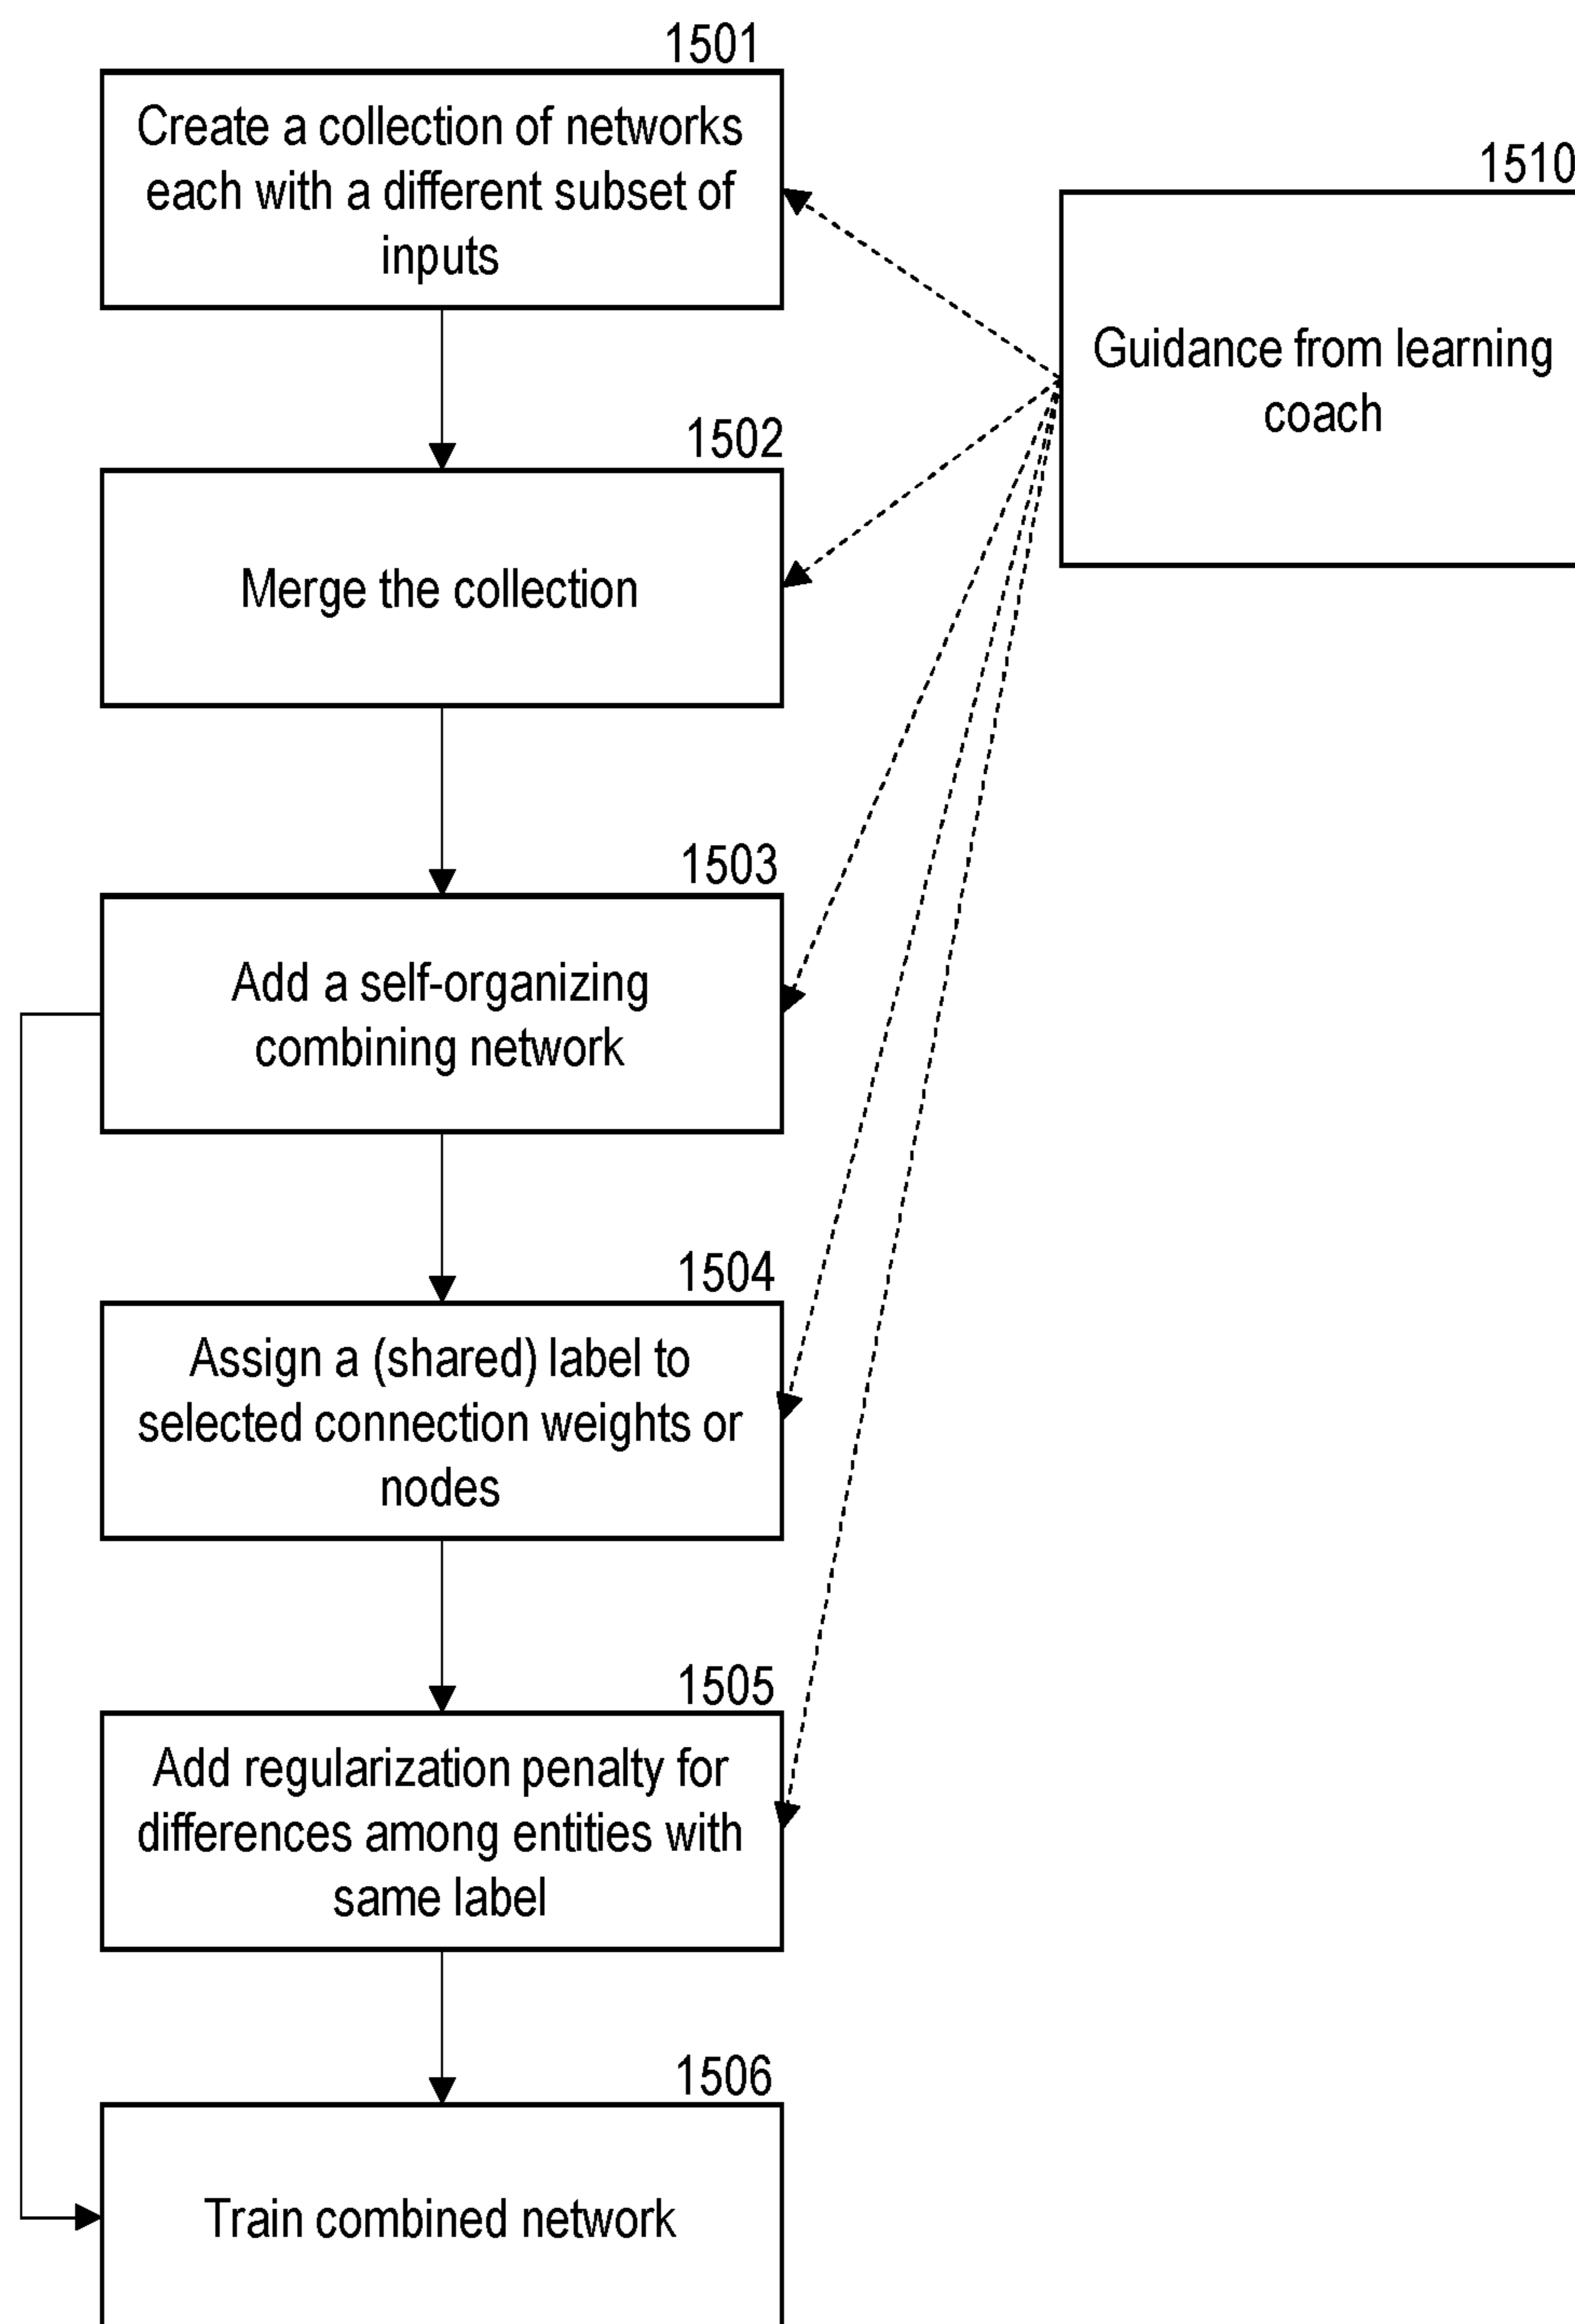 1501
Create a collection of networks
each with a different subset of
inputs
1510
Guidance from learning
coach
1502
Merge the collection
1503
Add a self-organizing
combining network
1504
Assign a (shared) label to
selected connection weights or
nodes
1505
Add regularization penalty for
differences among entities with
same label
1506
Train combined network